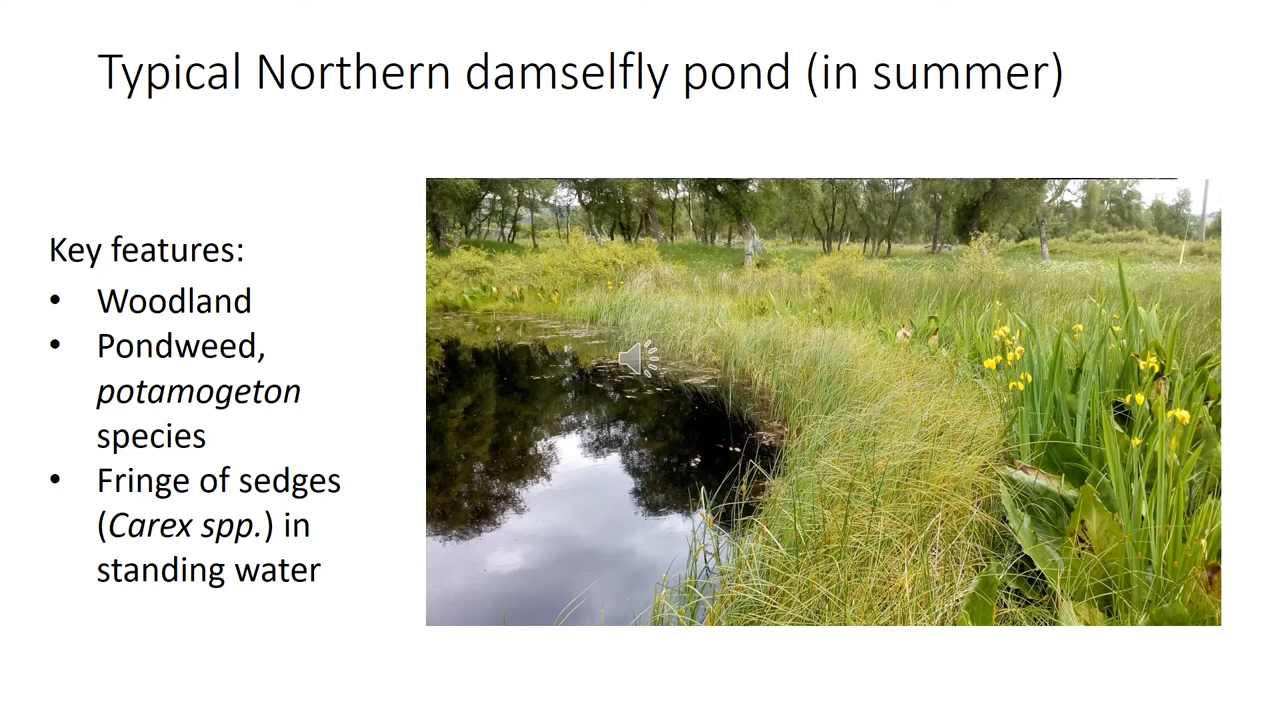 Typical Northern damselfly pond (in summer)
Key features:
• Woodland
• Pondweed,
potamogeton
species
• Fringe of sedges
(Carex spp.) in
standing water